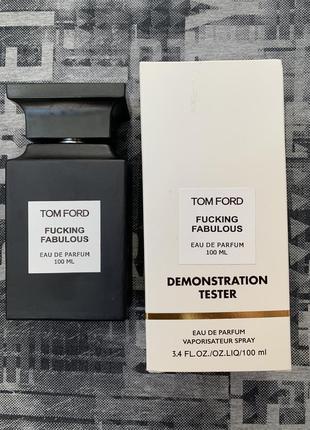 TOM FORD
FUCKING
FABULOUS
EAU DE PARFUM
100 ML
TOM FORD
FUCKING
FABULOUS
EAU DE PARFUM
100 ML
DEMONSTRATION
TESTER
EAU DE PARFUM
VAPORISATEUR SPRAY
3.4 FL.OZ./OZ.LIQ/100 ml